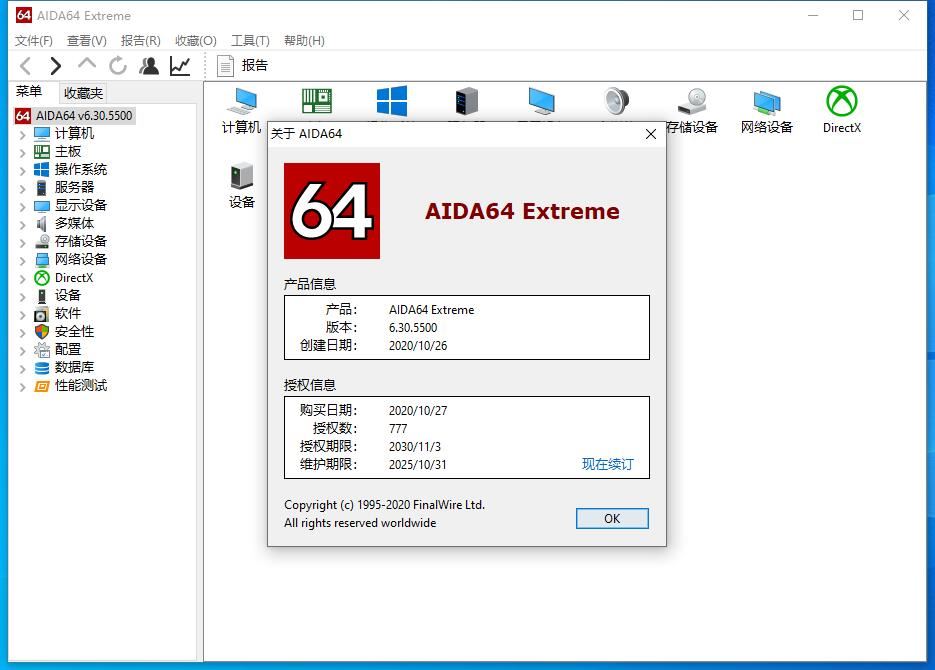 64 AIDA64 Extreme
文件(F) 查看(V) 报告(R) 收藏(O) 工具(T) 帮助(H)
报告
菜单 收藏夹
64 AIDA64 v6.30.5500
计算机
主板
操作系统
服务器
显示设备
多媒体
存储设备
网络设备
DirectX
设备
软件
安全性
配置
数据库
性能测试
计算机
存储设备
网络设备
DirectX
设备
关于 AIDA64
64
AIDA64 Extreme
产品信息
产品: AIDA64 Extreme
版本: 6.30.5500
创建日期: 2020/10/26
授权信息
购买日期: 2020/10/27
授权数: 777
授权期限: 2030/11/3
维护期限: 2025/10/31 现在续订
Copyright (c) 1995-2020 FinalWire Ltd.
All rights reserved worldwide
OK